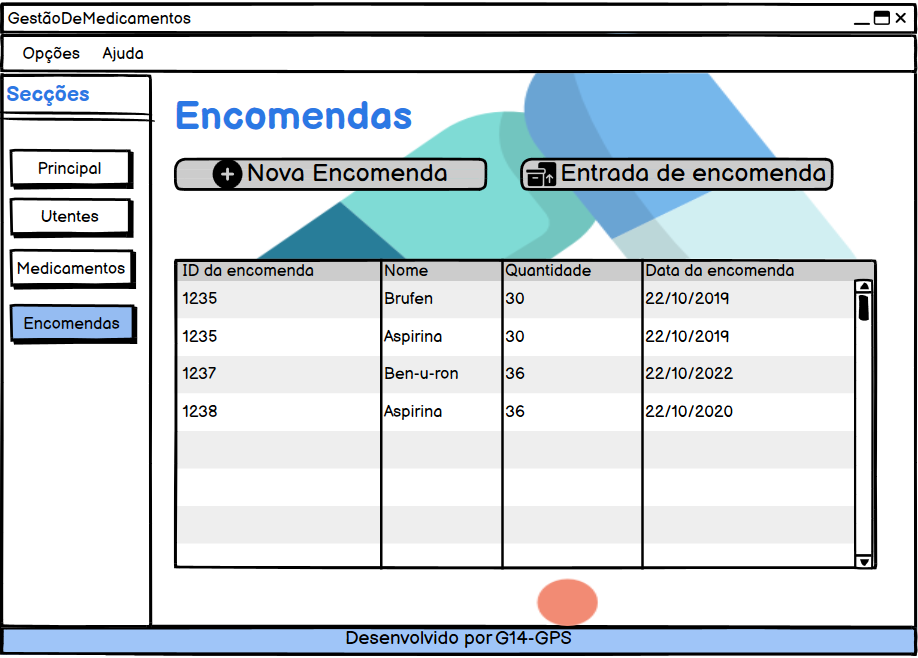 GestãoDeMedicamentos
Opções Ajuda
Secções
Principal
Utentes
Medicamentos
Encomendas
Encomendas
Nova Encomenda
Entrada de encomenda
ID da encomenda Nome Quantidade Data da encomenda
1235 Brufen 30 22/10/2019
1235 Aspirina 30 22/10/2019
1237 Ben-u-ron 36 22/10/2022
1238 Aspirina 36 22/10/2020
Desenvolvido por G14-GPS